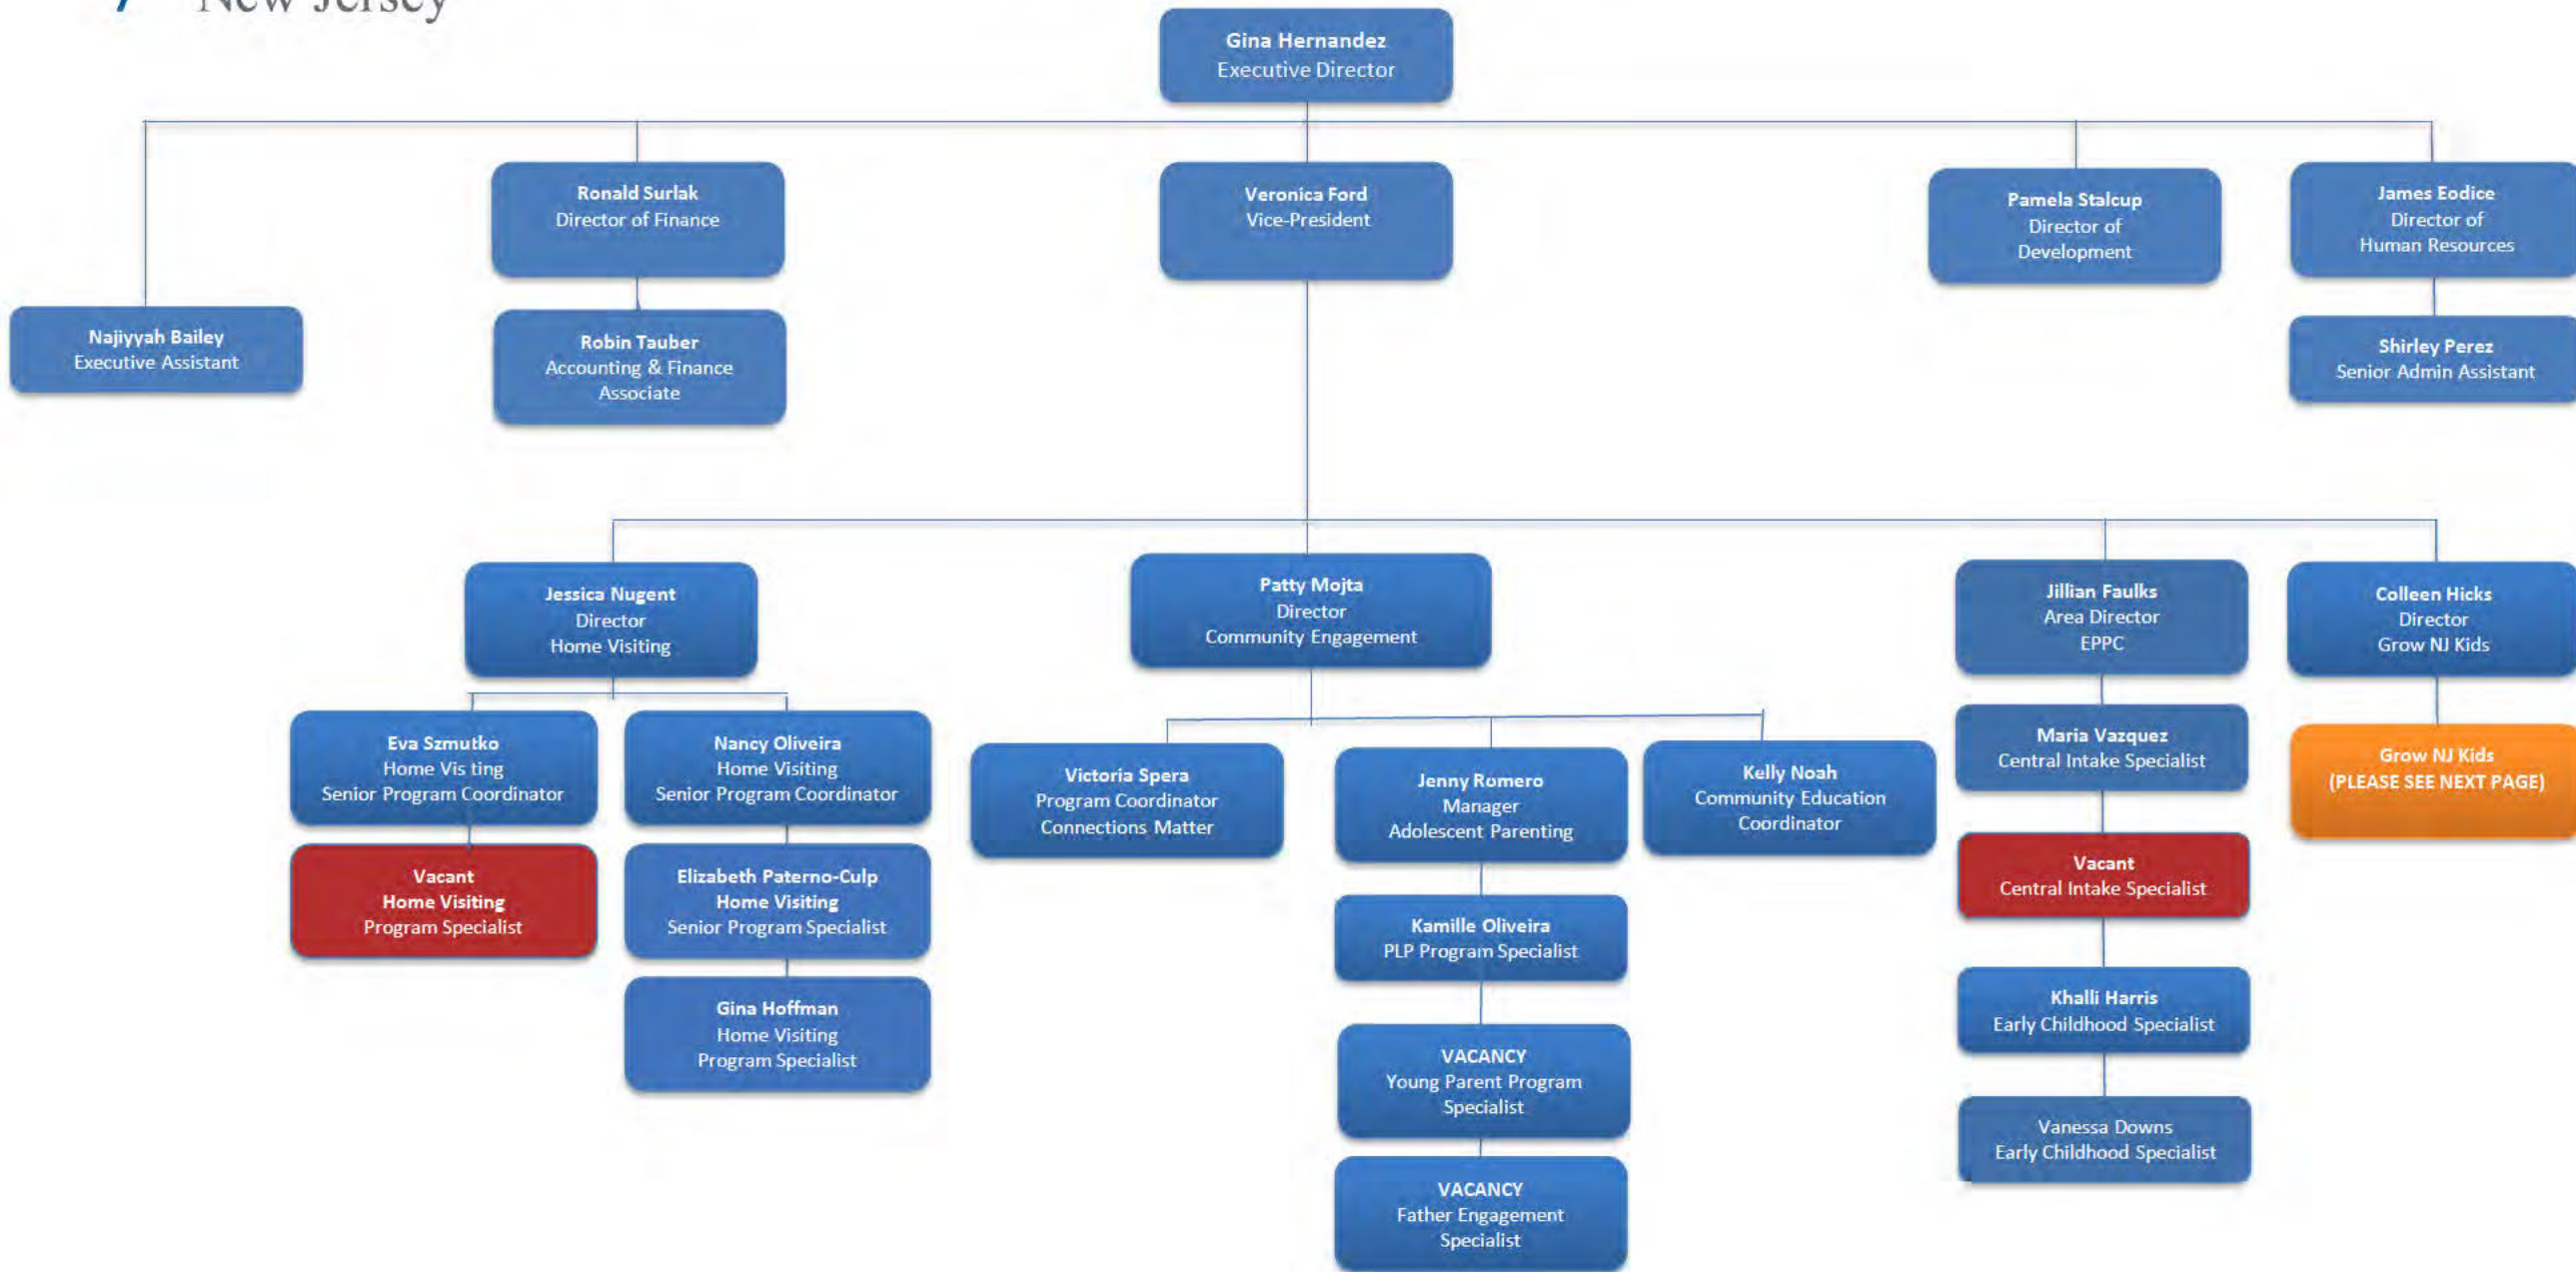 New Jersey
Gina Hernandez
Executive Director
Ronald Surlak
Director of Finance
Veronica Ford
Vice-President
Pamela Stalcup
Director of
Development
James Eodice
Director of
Human Resources
Najiyyah Bailey
Executive Assistant
Robin Tauber
Accounting & Finance
Associate
Shirley Perez
Senior Admin Assistant
Jessica Nugent
Director
Home Visiting
Patty Mojta
Director
Community Engagement
Jillian Faulks
Area Director
EPPC
Colleen Hicks
Director
Grow NJ Kids
Eva Szmutko
Home Vis ting
Senior Program Coordinator
Nancy Oliveira
Home Visiting
Senior Program Coordinator
Victoria Spera
Program Coordinator
Connections Matter
Jenny Romero
Manager
Adolescent Parenting
Kelly Noah
Community Education
Coordinator
Maria Vazquez
Central Intake Specialist
Grow NJ Kids
(PLEASE SEE NEXT PAGE)
Vacant
Home Visiting
Program Specialist
Elizabeth Paterno-Culp
Home Visiting
Senior Program Specialist
Kamille Oliveira
PLP Program Specialist
Vacant
Central Intake Specialist
Gina Hoffman
Home Visiting
Program Specialist
VACANCY
Young Parent Program
Specialist
Khalli Harris
Early Childhood Specialist
VACANCY
Father Engagement
Specialist
Vanessa Downs
Early Childhood Specialist